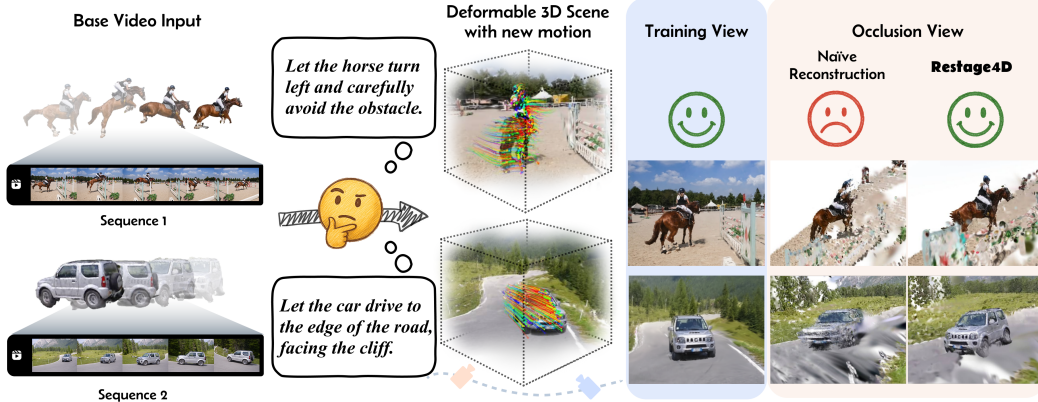 Base Video Input
Sequence 1
Sequence 2
Let the horse turn
left and carefully
avoid the obstacle.
Let the car drive to
the edge of the road,
facing the cliff.
Deformable 3D Scene
with new motion
Training View
Occlusion View
Naïve
Reconstruction
Restage4D